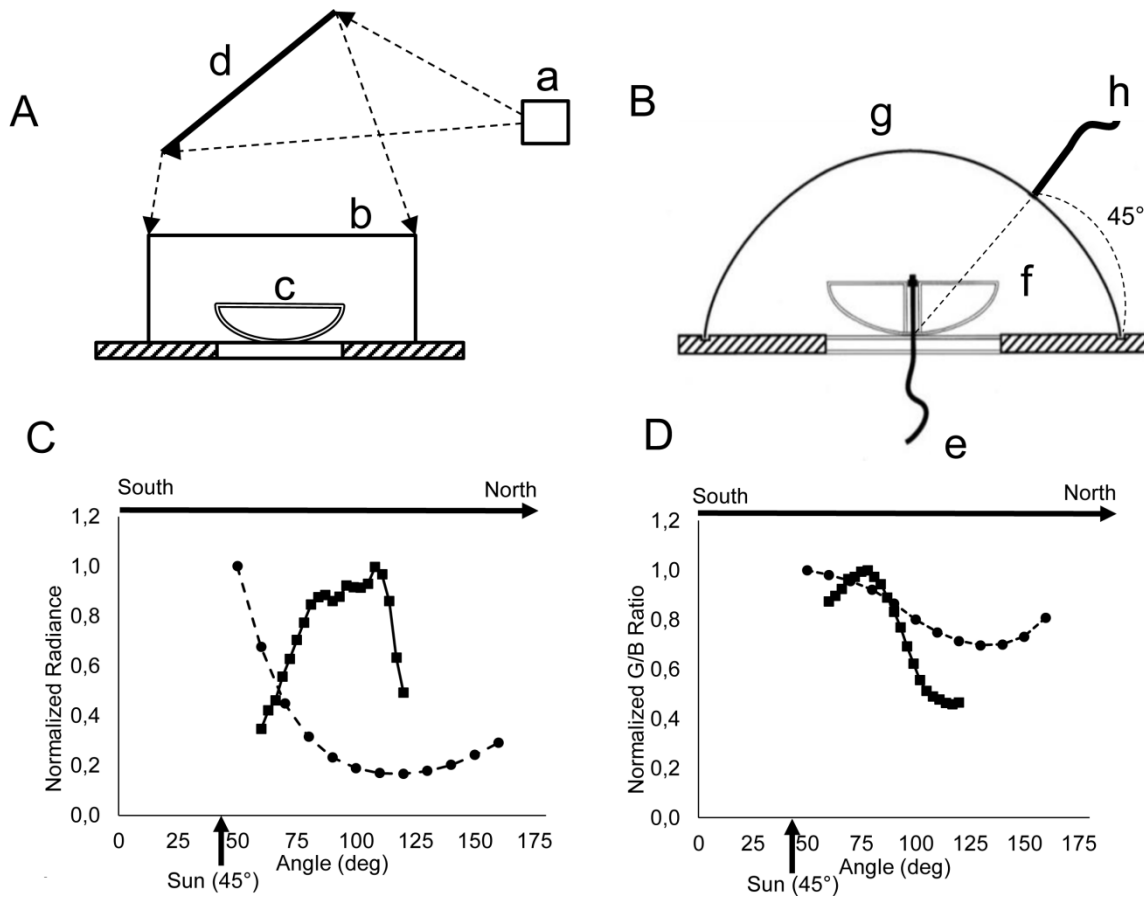 A
d
a
b
c
B
g
h
45°
f
e
C
South North
Normalized Radiance
1,2
1,0
0,8
0,6
0,4
0,2
0,0
0 25 50 75 100 125 150 175
Angle (deg)
Sun (45°)
D
South North
Normalized G/B Ratio
1,2
1,0
0,8
0,6
0,4
0,2
0,0
0 25 50 75 100 125 150 175
Angle (deg)
Sun (45°)